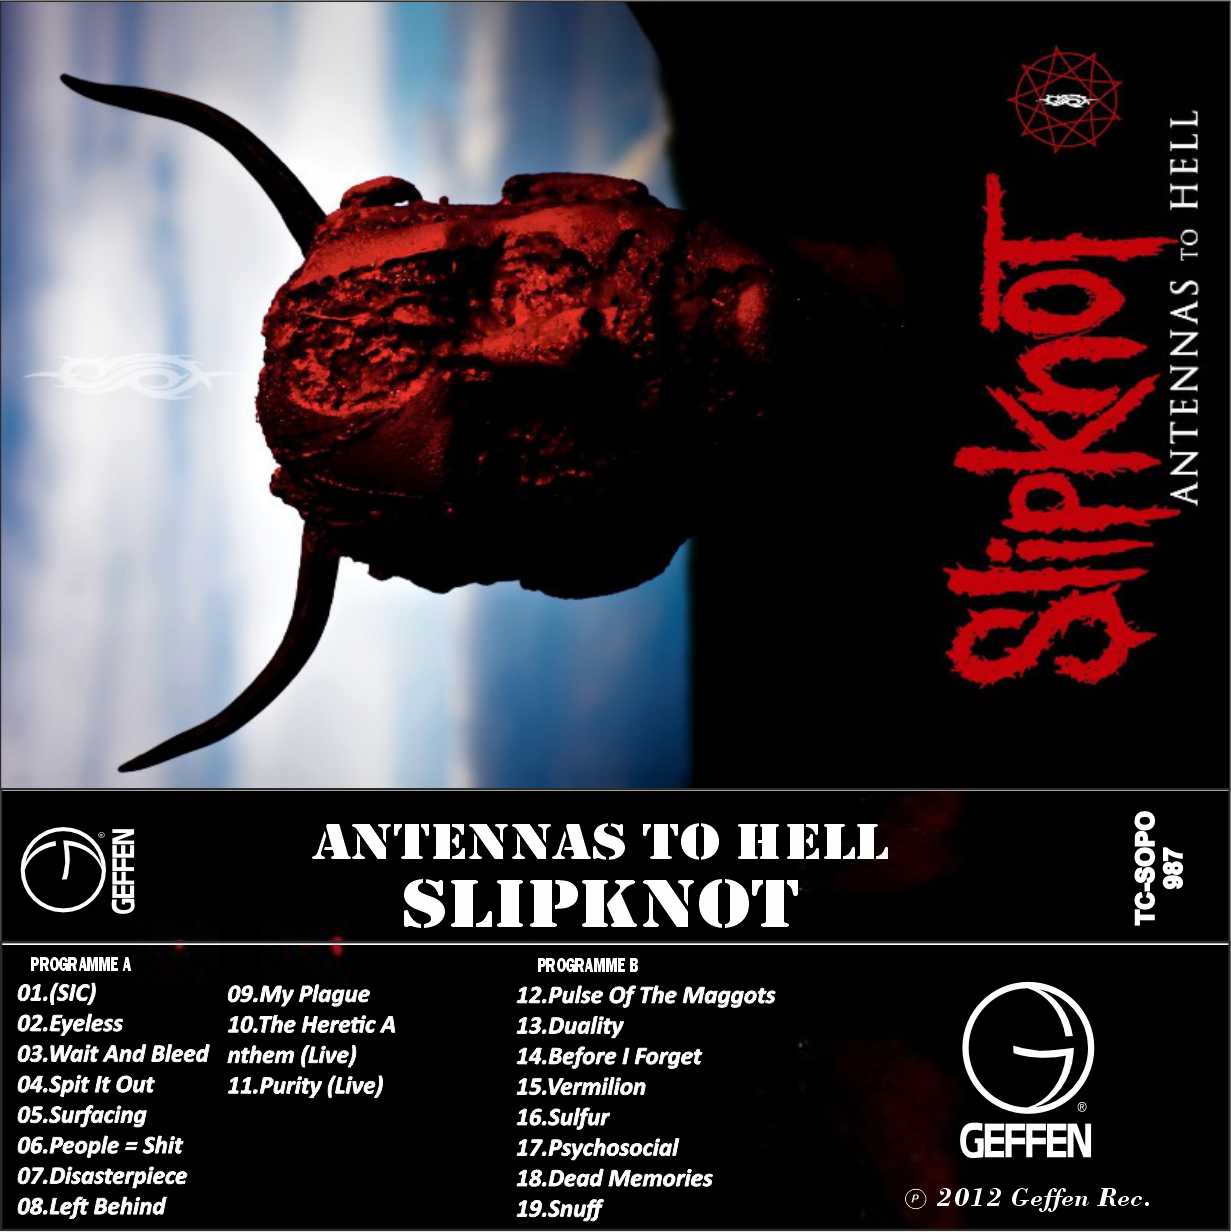 SlipknoT
ANTENNAS TO HELL
GEFFEN
®
ANTENNAS TO HELL
SLIPKNOT
TC-SOPO
987
PROGRAMME A
01.(SIC)
02.Eyeless
03.Wait And Bleed
04.Spit It Out
05.Surfacing
06.People = Shit
07.Disasterpiece
08.Left Behind
09.My Plague
10.The Heretic A
nthem (Live)
11.Purity (Live)
PROGRAMME B
12.Pulse Of The Maggots
13.Duality
14.Before I Forget
15.Vermilion
16.Sulfur
17.Psychosocial
18.Dead Memories
19.Snuff
®
GEFFEN
℗ 2012 Geffen Rec.